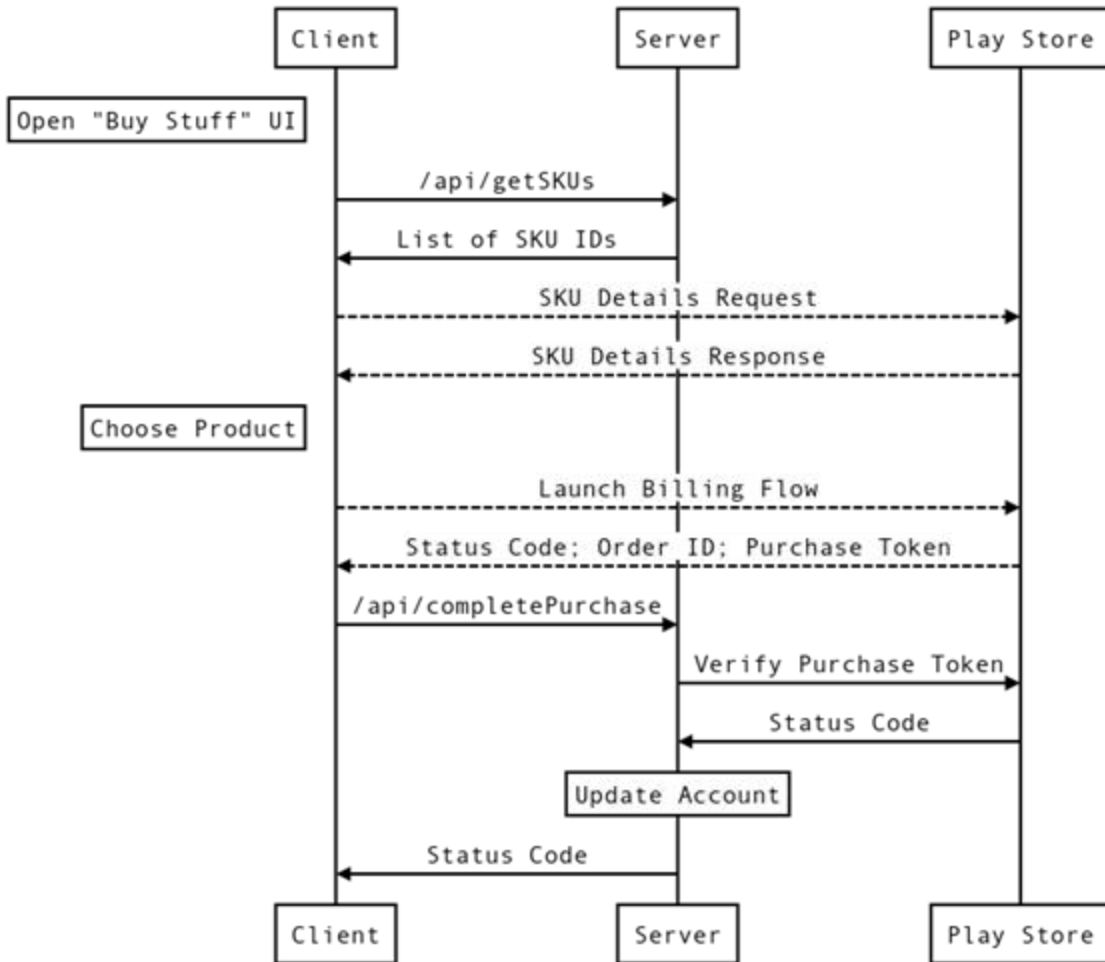 Client
Server
Play Store
Open "Buy Stuff" UI
/api/getSKUs
List of SKU IDs
SKU Details Request
SKU Details Response
Choose Product
Launch Billing Flow
Status Code; Order ID; Purchase Token
/api/completePurchase
Verify Purchase Token
Status Code
Update Account
Status Code
Client
Server
Play Store